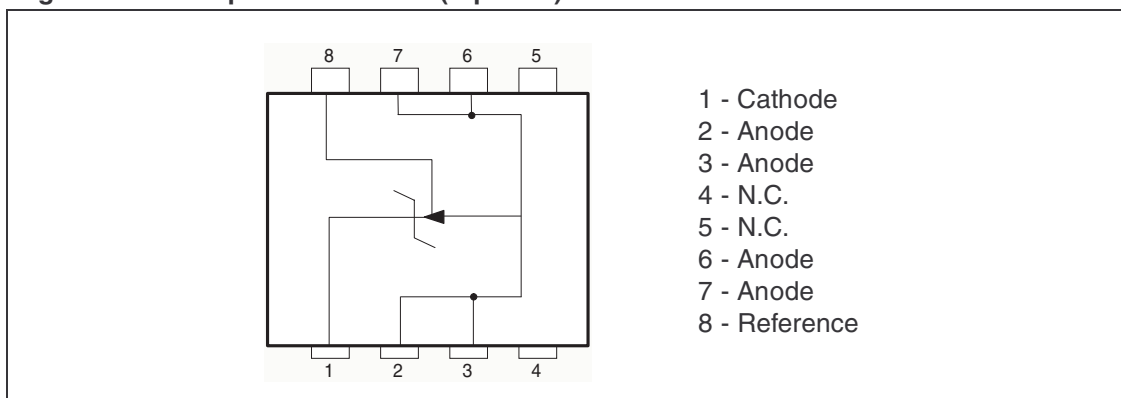 8 7 6 5
1 - Cathode
2 - Anode
3 - Anode
4 - N.C.
5 - N.C.
6 - Anode
7 - Anode
8 - Reference
1 2 3 4